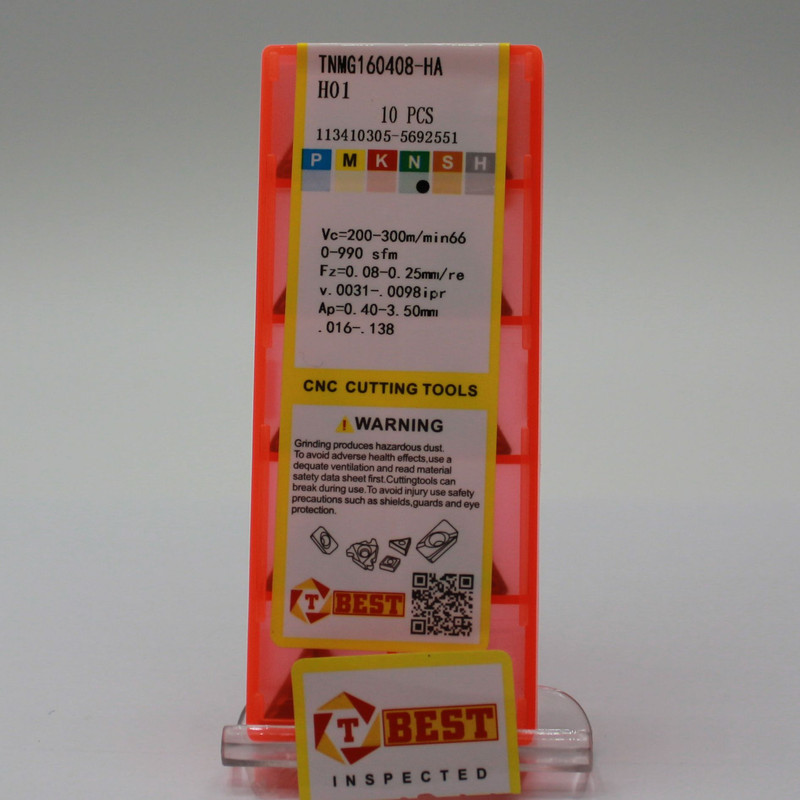 TNMG160408-HA
H01
10 PCS
113410305-5692551
P M K N S H
Vc=200-300m/min66
0-990 sfm
Fz=0.08-0.25mm/re
v.0031-.0098ipr
Ap=0.40-3.50mm
.016-.138
CNC CUTTING TOOLS
WARNING
Grinding produces hazardous dust.
To avoid adverse health effects,use a
dequate ventilation and read material
safety data sheet first.Cuttingtools can
break during use.To avoid injury use safety
precautions such as shields,guards and eye
protection.
T BEST
T BEST
INSPECTED